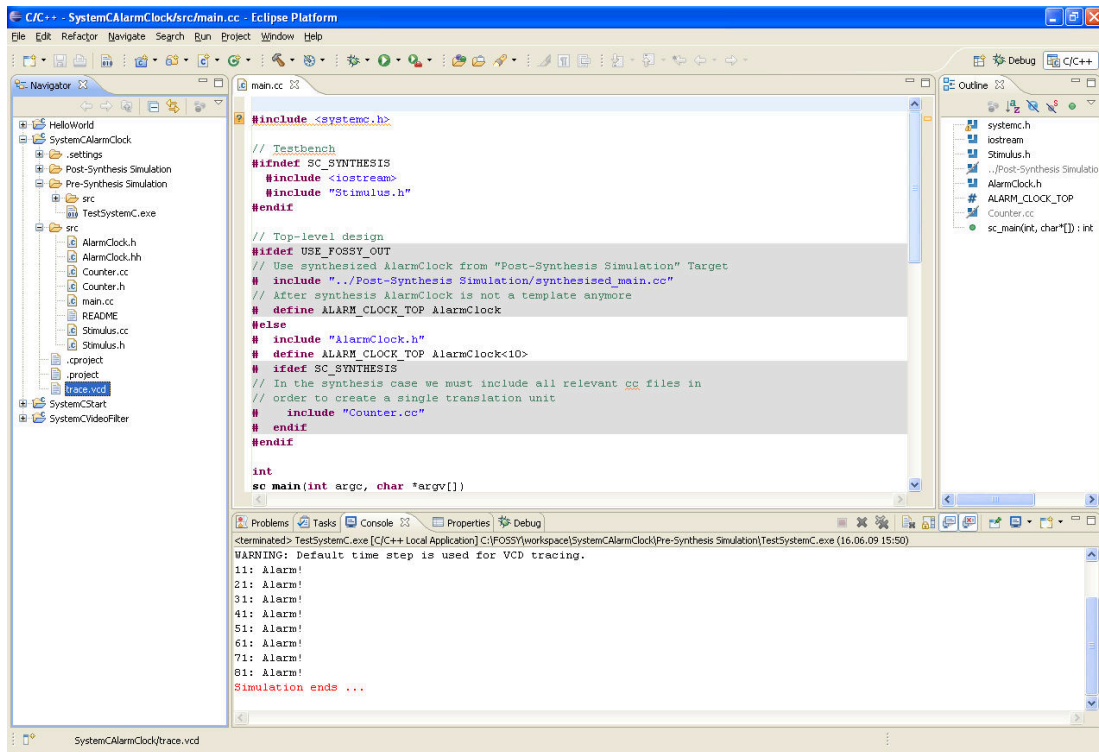 C/C++ - SystemCAlarmClock/src/main.cc - Eclipse Platform
File Edit Refactor Navigate Search Run Project Window Help
Debug C/C++
Navigator
HelloWorld
SystemCAlarmClock
.settings
Post-Synthesis Simulation
Pre-Synthesis Simulation
src
TestSystemC.exe
src
AlarmClock.h
AlarmClock.hh
Counter.cc
Counter.h
main.cc
README
Stimulus.cc
Stimulus.h
.cproject
.project
trace.vcd
SystemCStart
SystemCVideoFilter
main.cc
#include <systemc.h>
// Testbench
#ifndef SC_SYNTHESIS
#include <iostream>
#include "Stimulus.h"
#endif
// Top-level design
#ifdef USE_FOSSY_OUT
// Use synthesized AlarmClock from "Post-Synthesis Simulation" Target
# include "../Post-Synthesis Simulation/synthesised_main.cc"
// After synthesis AlarmClock is not a template anymore
# define ALARM_CLOCK_TOP AlarmClock
#else
# include "AlarmClock.h"
# define ALARM_CLOCK_TOP AlarmClock<10>
# ifdef SC_SYNTHESIS
// In the synthesis case we must include all relevant cc files in
// order to create a single translation unit
# include "Counter.cc"
# endif
#endif
int
sc_main(int argc, char *argv[])
Outline
systemc.h
iostream
Stimulus.h
../Post-Synthesis Simulatio
AlarmClock.h
ALARM_CLOCK_TOP
Counter.cc
sc_main(int, char*[]) : int
Problems Tasks Console Properties Debug
<terminated> TestSystemC.exe [C/C++ Local Application] C:\FOSSY\workspace\SystemCAlarmClock\Pre-Synthesis Simulation\TestSystemC.exe (16.06.09 15:50)
WARNING: Default time step is used for VCD tracing.
11: Alarm!
21: Alarm!
31: Alarm!
41: Alarm!
51: Alarm!
61: Alarm!
71: Alarm!
81: Alarm!
Simulation ends ...
SystemCAlarmClock/trace.vcd